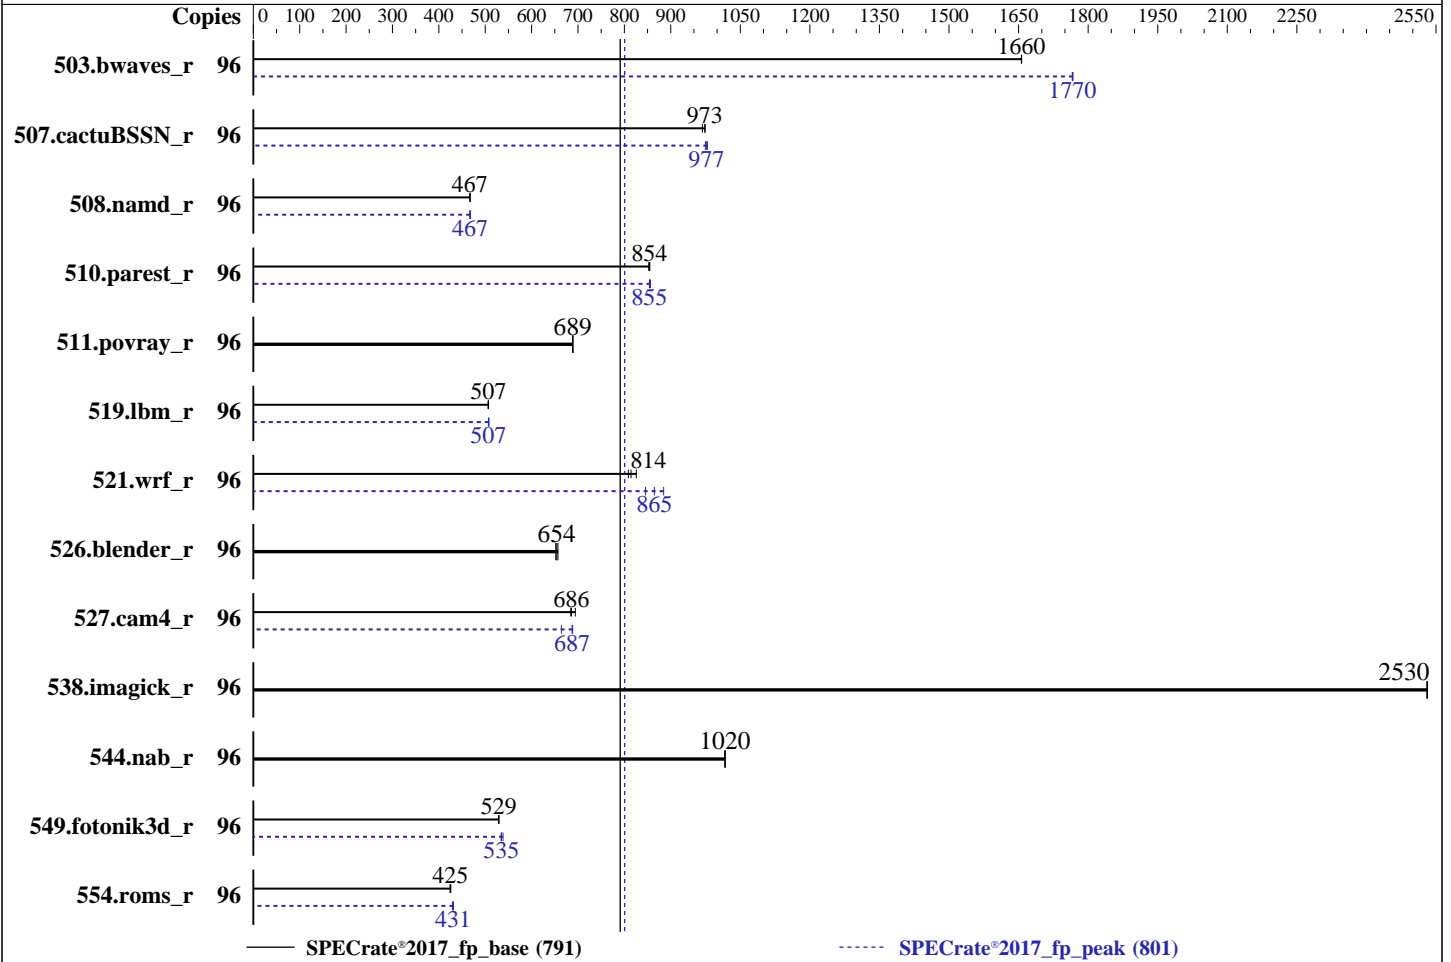 Copies 0 100 200 300 400 500 600 700 800 900 1050 1200 1350 1500 1650 1800 1950 2100 2250 2550
503.bwaves_r 96 1660
1770
507.cactuBSSN_r 96 973
977
508.namd_r 96 467
467
510.parest_r 96 854
855
511.povray_r 96 689
519.lbm_r 96 507
507
521.wrf_r 96 814
865
526.blender_r 96 654
527.cam4_r 96 686
687
538.imagick_r 96 2530
544.nab_r 96 1020
549.fotonik3d_r 96 529
535
554.roms_r 96 425
431
SPECrate®2017_fp_base (791) SPECrate®2017_fp_peak (801)